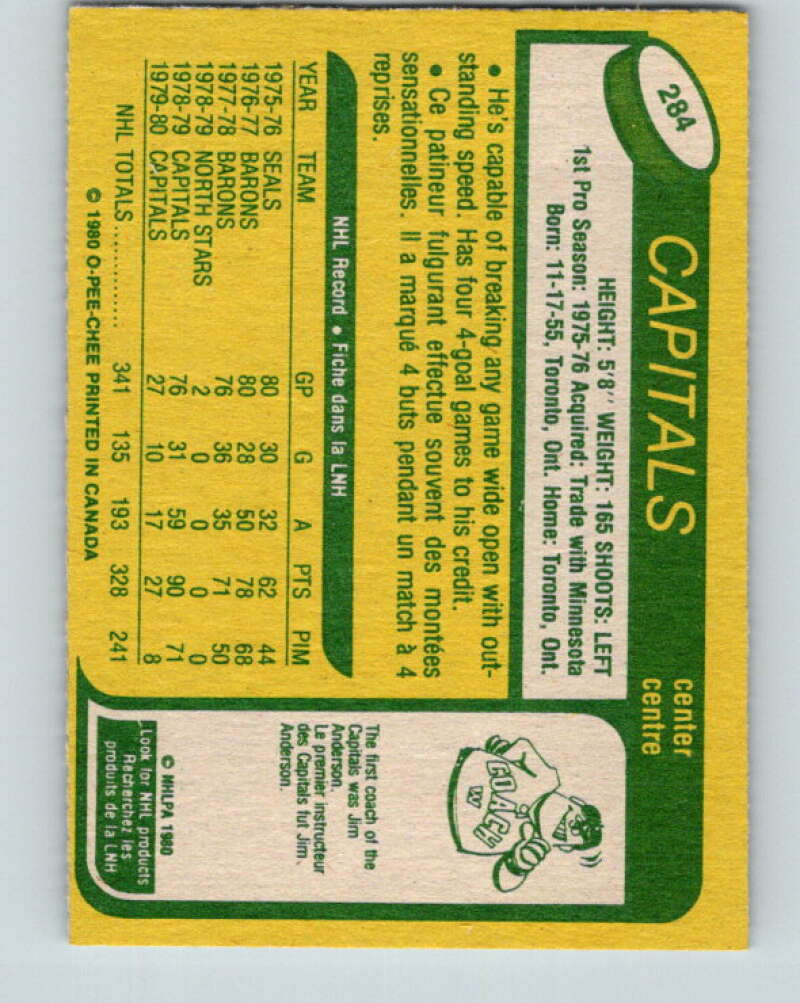 284
CAPITALS
center
centre
HEIGHT: 5'8" WEIGHT: 165 SHOOTS: LEFT
1st Pro Season: 1975-76 Acquired: Trade with Minnesota
Born: 11-17-55, Toronto, Ont. Home: Toronto, Ont.
• He's capable of breaking any game wide open with out-
standing speed. Has four 4-goal games to his credit.
• Ce patineur fulgurant effectue souvent des montées
sensationnelles. Il a marqué 4 buts pendant un match à 4
reprises.
NHL Record • Fiche dans la LNH
YEAR TEAM GP G A PTS PIM
1975-76 SEALS 80 30 32 62 44
1976-77 BARONS 80 28 50 78 68
1977-78 BARONS 76 36 35 71 50
1978-79 NORTH STARS 2 0 0 0 0
1978-79 CAPITALS 76 31 59 90 71
1979-80 CAPITALS 27 10 17 27 8
NHL TOTALS ............. 341 135 193 328 241
© 1980 O-PEE-CHEE PRINTED IN CANADA
COACH
W
The first coach of the
Capitals was Jim
Anderson.
Le premier instructeur
des Capitals fut Jim
Anderson.
© NHLPA 1980
Look for NHL products
Recherchez les
produits de la LNH